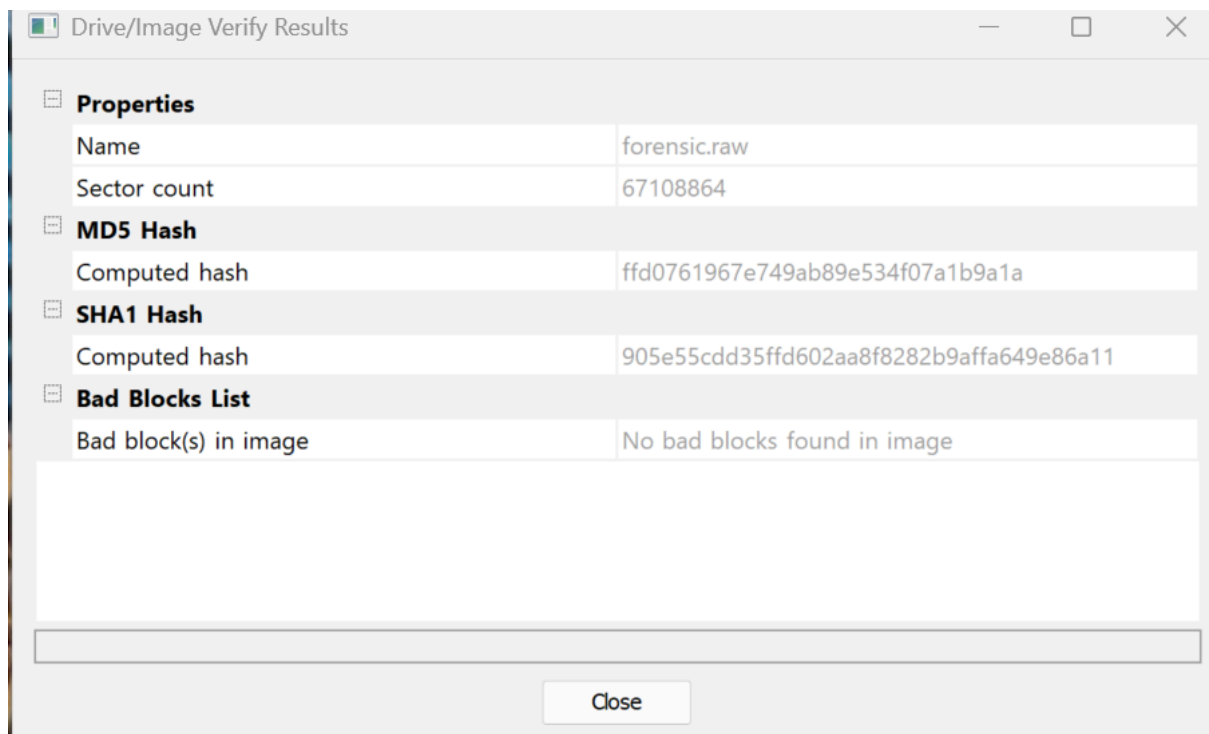 Drive/Image Verify Results
Properties
Name forensic.raw
Sector count 67108864
MD5 Hash
Computed hash ffd0761967e749ab89e534f07a1b9a1a
SHA1 Hash
Computed hash 905e55cdd35ffd602aa8f8282b9affa649e86a11
Bad Blocks List
Bad block(s) in image No bad blocks found in image
Close